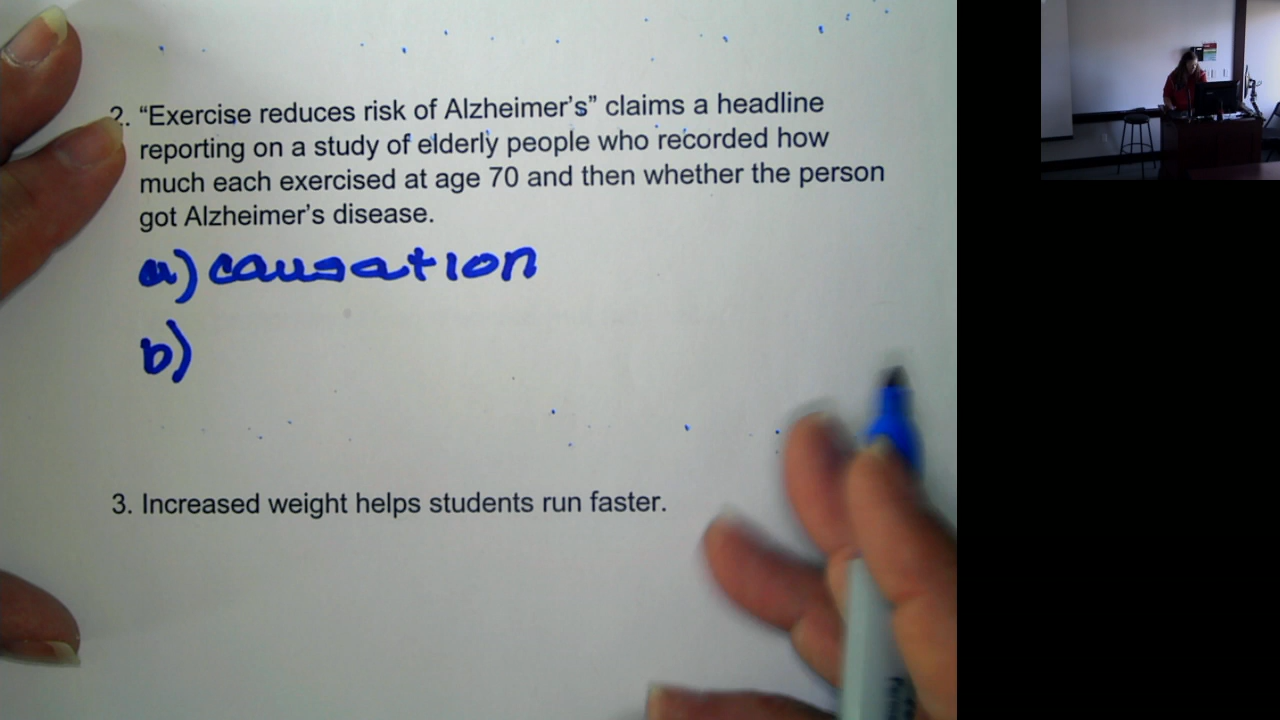 2. “Exercise reduces risk of Alzheimer’s” claims a headline
reporting on a study of elderly people who recorded how
much each exercised at age 70 and then whether the person
got Alzheimer’s disease.
a) causation
b)
3. Increased weight helps students run faster.